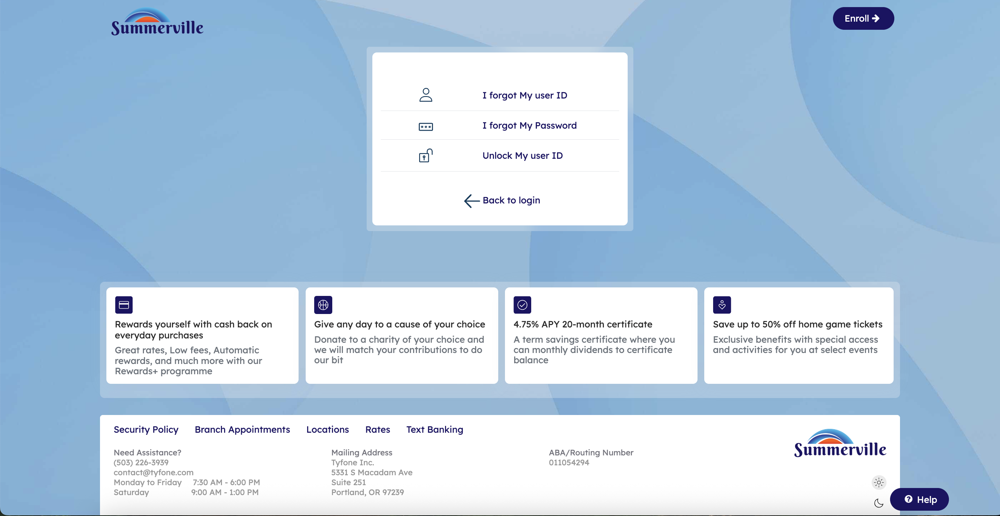 Summerville
Enroll
I forgot My user ID
I forgot My Password
Unlock My user ID
Back to login
Rewards yourself with cash back on
everyday purchases
Great rates, Low fees, Automatic
rewards, and much more with our
Rewards+ programme
Give any day to a cause of your choice
Donate to a charity of your choice and
we will match your contributions to do
our bit
4.75% APY 20-month certificate
A term savings certificate where you
can monthly dividends to certificate
balance
Save up to 50% off home game tickets
Exclusive benefits with special access
and activities for you at select events
Security Policy Branch Appointments Locations Rates Text Banking
Need Assistance?
(503) 226-3939
contact@tyfone.com
Monday to Friday 7:30 AM - 6:00 PM
Saturday 9:00 AM - 1:00 PM
Mailing Address
Tyfone Inc.
5331 S Macadam Ave
Suite 251
Portland, OR 97239
ABA/Routing Number
011054294
Summerville
Help